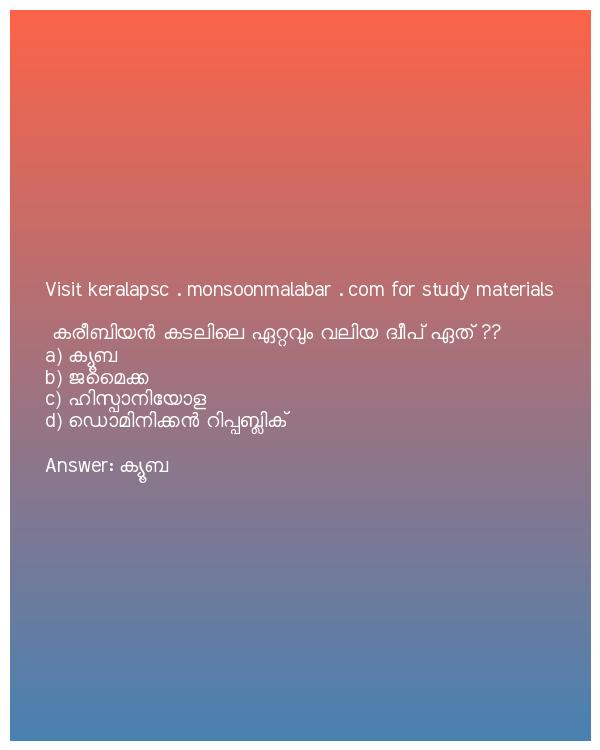 Visit keralapsc . monsoonmalabar . com for study materials
കരീബിയൻ കടലിലെ ഏറ്റവും വലിയ ദ്വീപ് ഏത് ??
a) ക്യൂബ
b) ജമൈക്ക
c) ഹിസ്പാനിയോള
d) ഡൊമിനിക്കൻ റിപ്പബ്ലിക്
Answer: ക്യൂബ